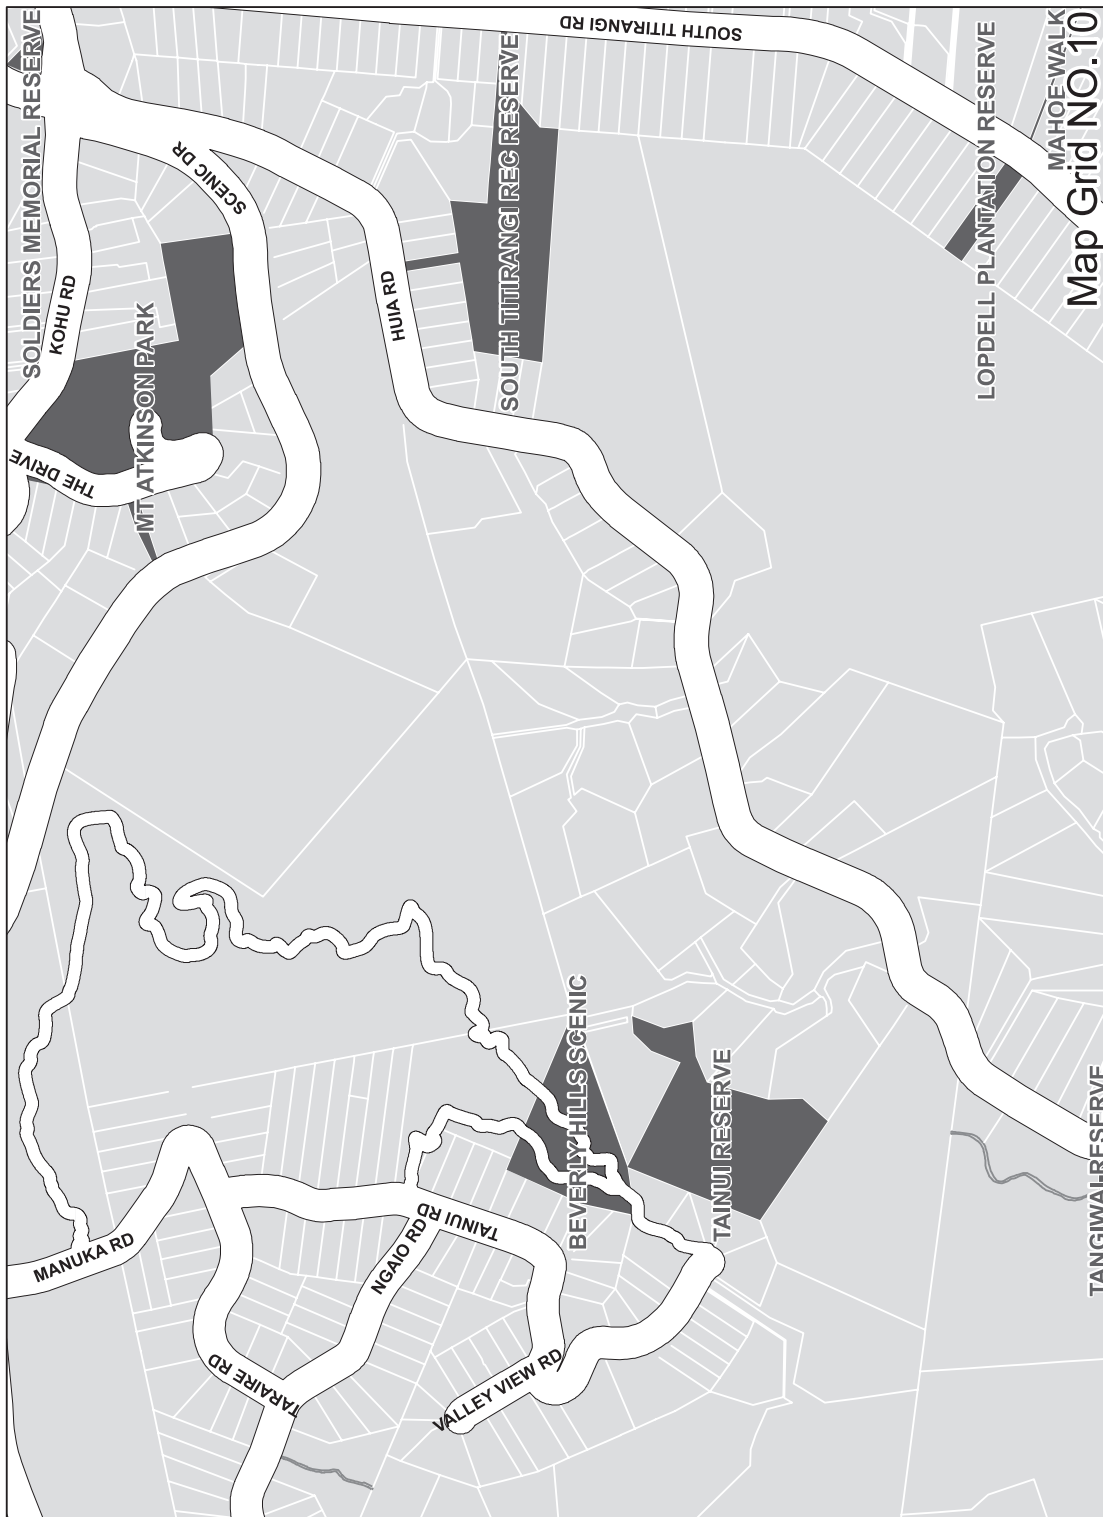 SOLDIERS MEMORIAL RESERVE
SOUTH TITIRANGI RD
SCENIC DR
KOHU RD
HUIA RD
SOUTH TITIRANGI REC RESERVE
LOPDELL PLANTATION RESERVE
MAHOE WALK
Map Grid NO.10
MT ATKINSON PARK
THE DRIVE
BEVERLY HILLS SCENIC
TAINUI RESERVE
TANGIWAI RESERVE
MANUKA RD
TAINUI RD
NGAIO RD
TARAIRE RD
VALLEY VIEW RD